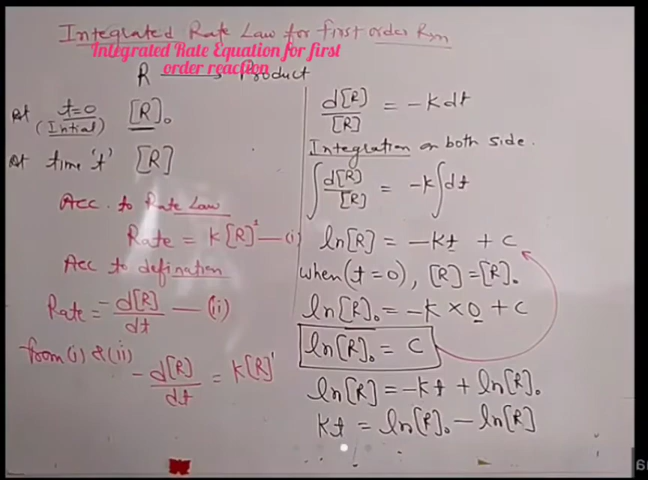 Integrated Rate Law for first order Rxn
Integrated Rate Equation for first
order reaction
R ⟶ Product
At t=0 [R]₀
(Intial)
At time 't' [R]
Acc. to Rate Law
Rate = K[R]¹ — (i)
Acc to defination
Rate = -d[R]/dt — (ii)
from (i) & (ii)
-d[R]/dt = K[R]¹
d[R]/[R] = -Kdt
Integration on both side.
∫d[R]/[R] = -K∫dt
ln[R] = -Kt + C
when (t=0), [R]=[R]₀
ln[R]₀ = -K × 0 + C
ln[R]₀ = C
ln[R] = -Kt + ln[R]₀
Kt = ln[R]₀ - ln[R]